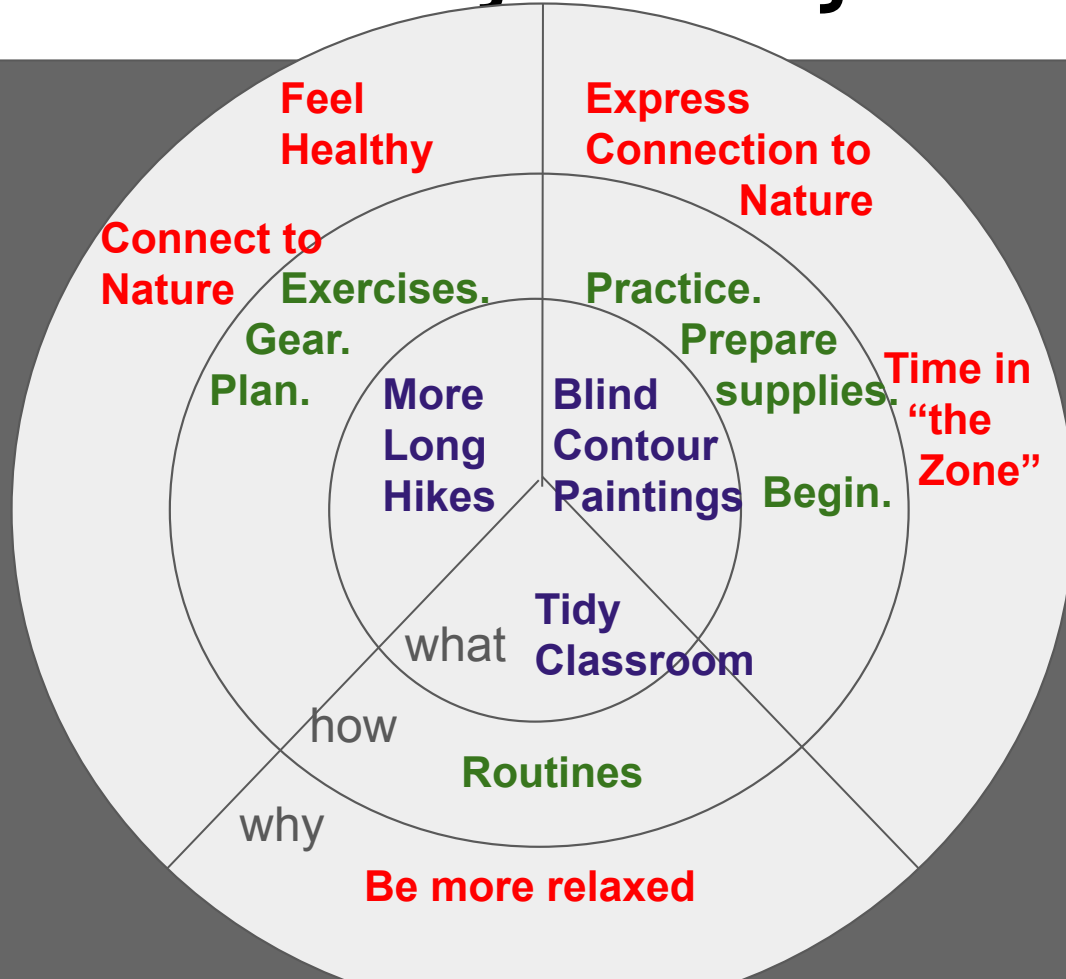 Feel
Healthy
Connect to
Nature
Express
Connection to
Nature
Time in
“the
Zone”
Exercises.
Gear.
Plan.
Practice.
Prepare
supplies.
Begin.
More
Long
Hikes
Blind
Contour
Paintings
Tidy
Classroom
what
how
Routines
why
Be more relaxed